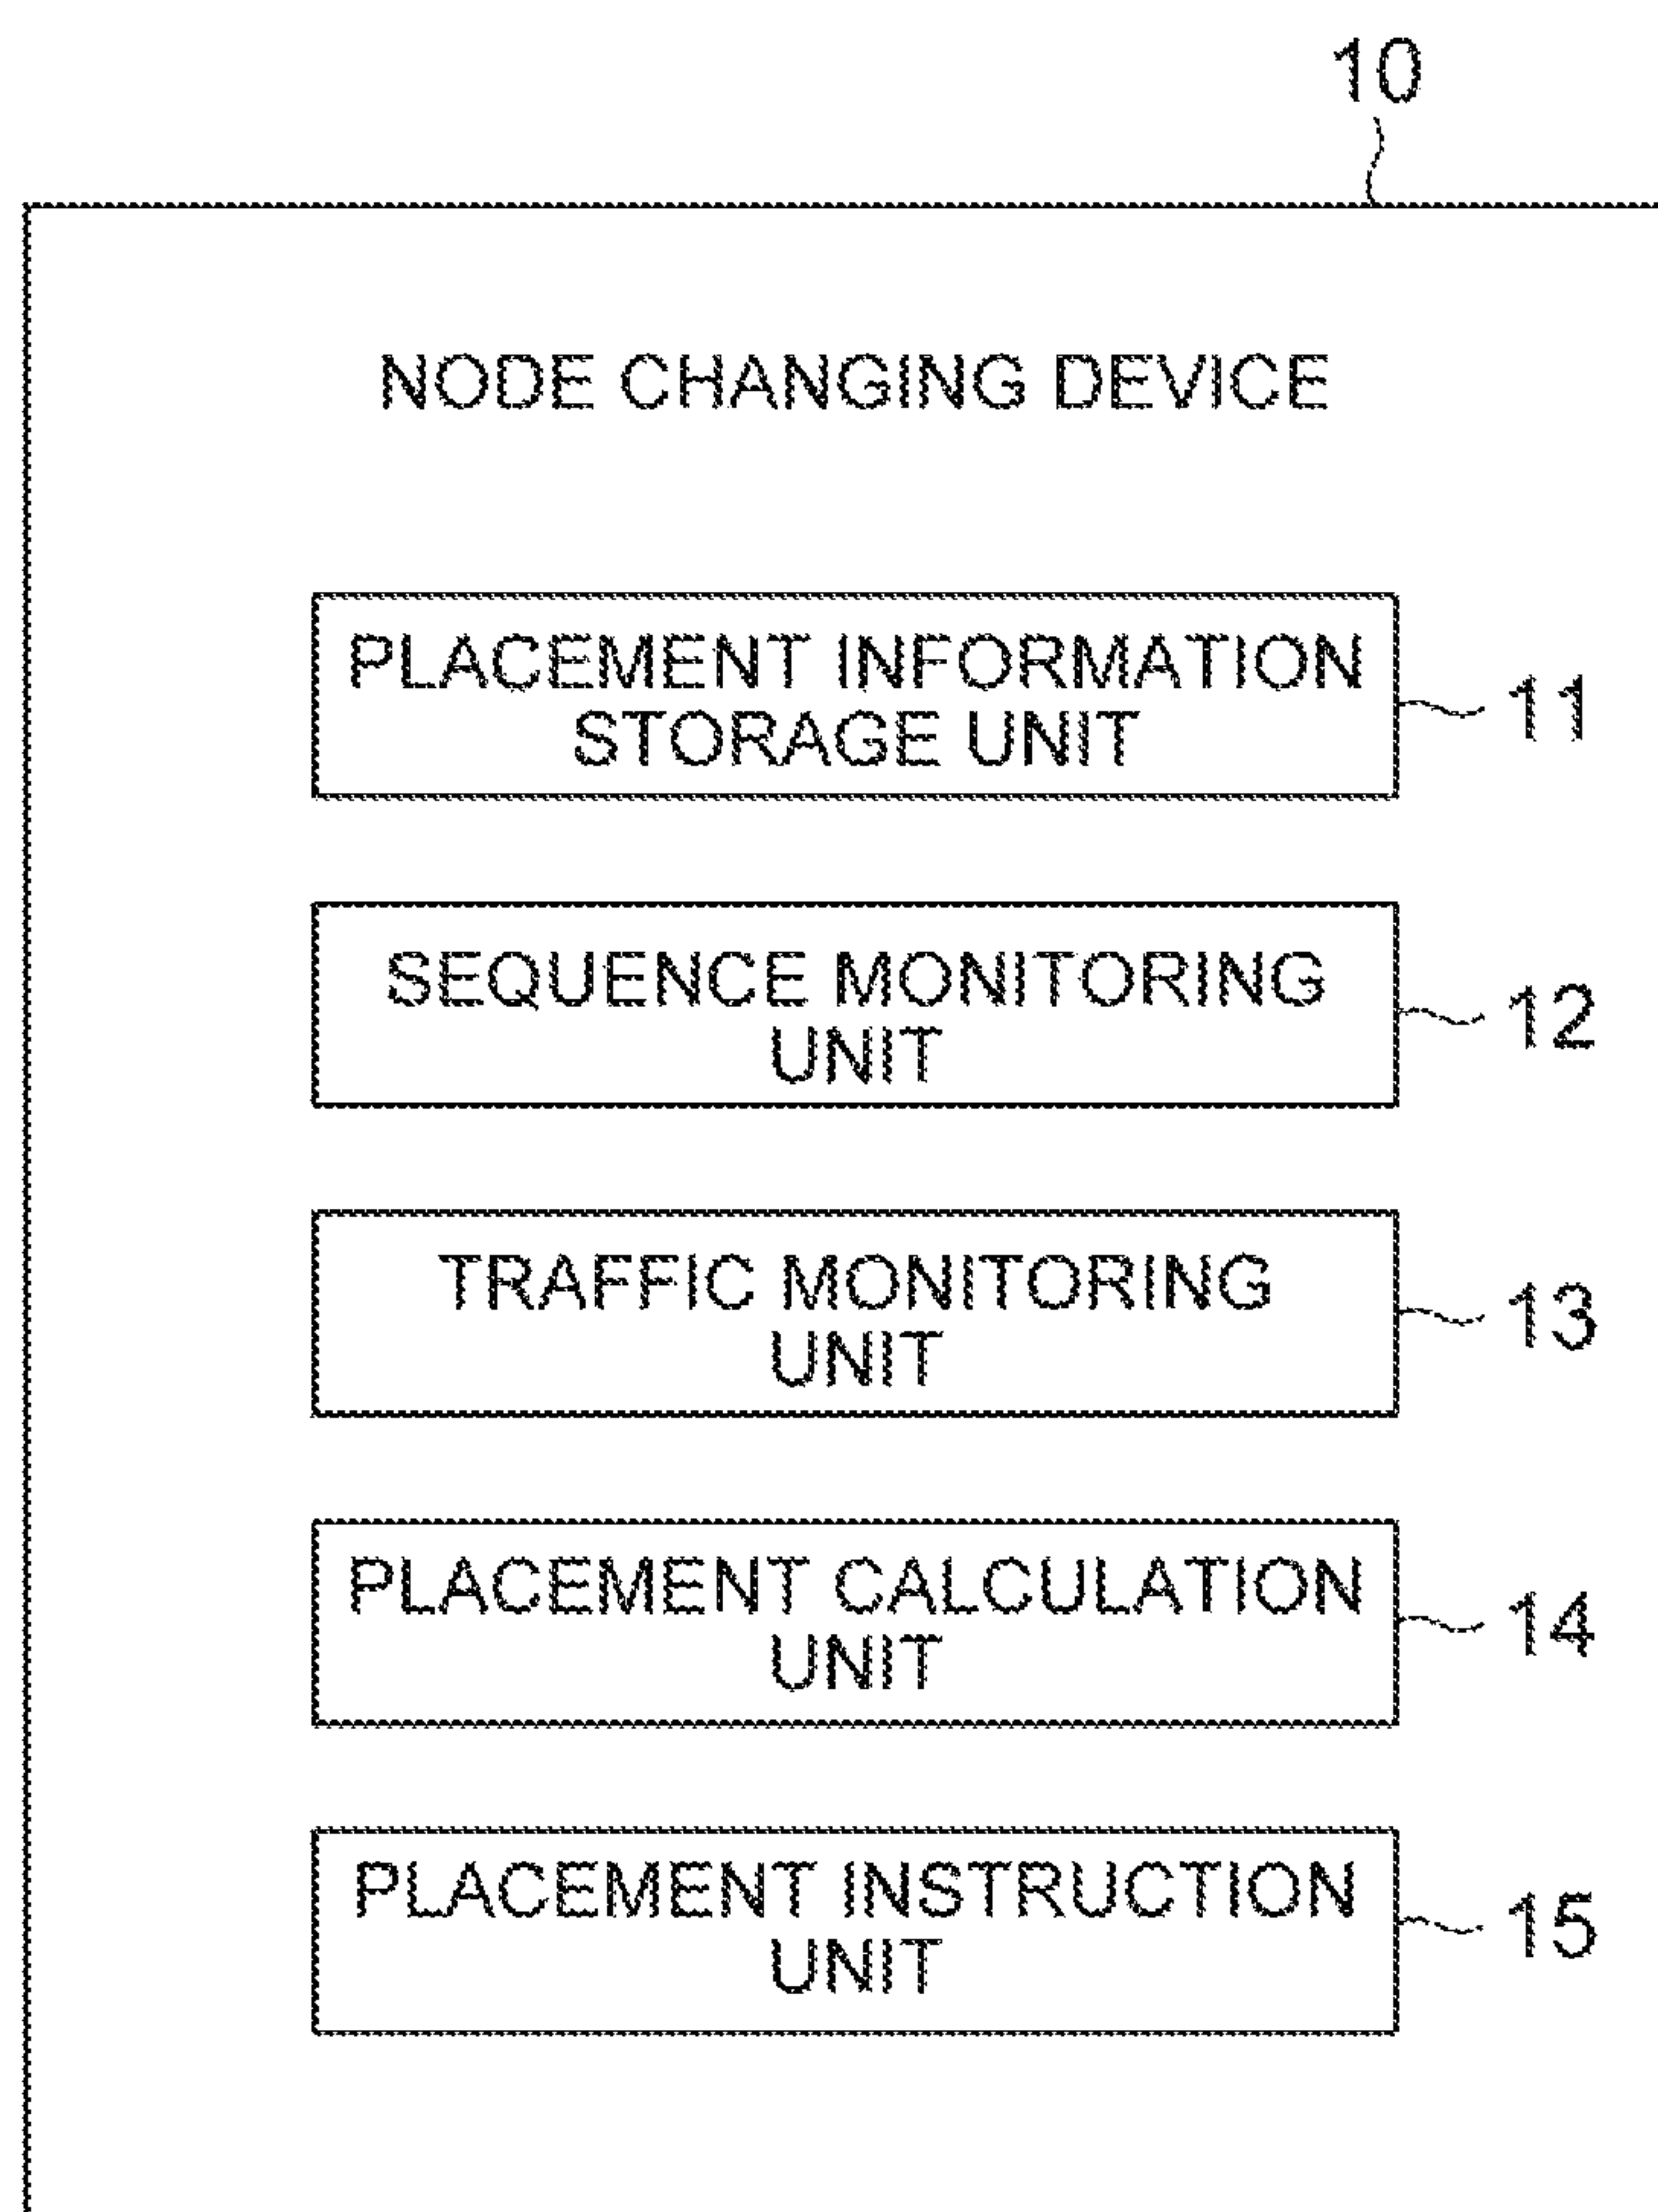 10
NODE CHANGING DEVICE
PLACEMENT INFORMATION
STORAGE UNIT
11
SEQUENCE MONITORING
UNIT
12
TRAFFIC MONITORING
UNIT
13
PLACEMENT CALCULATION
UNIT
14
PLACEMENT INSTRUCTION
UNIT
15